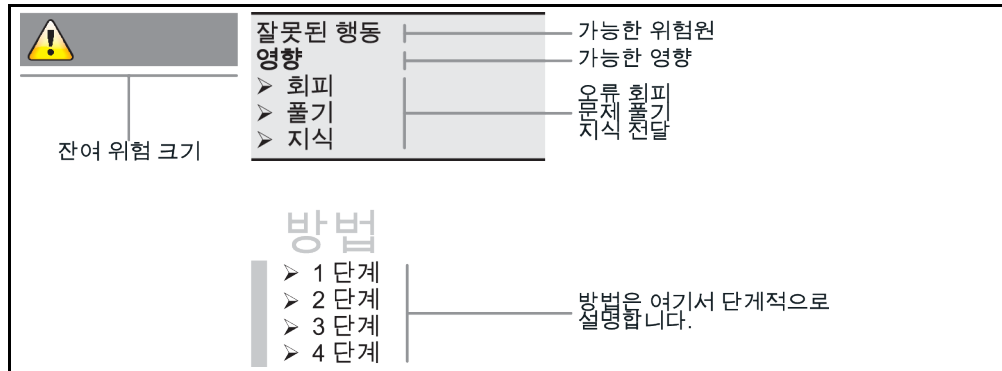 잘못된 행동
영향
➢ 회피
➢ 풀기
➢ 지식
가능한 위험원
가능한 영향
오류 회피
문제 풀기
지식 전달
잔여 위험 크기
방법
➢ 1 단계
➢ 2 단계
➢ 3 단계
➢ 4 단계
방법은 여기서 단게적으로
설명합니다.